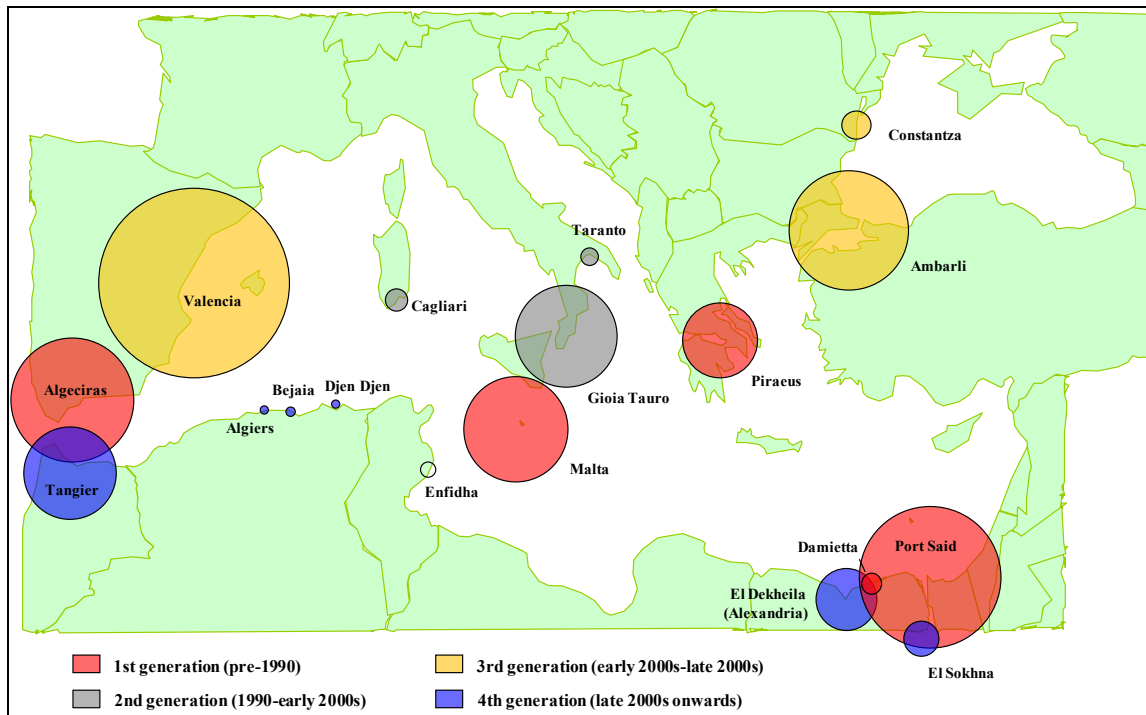 Constantza
Taranto
Ambarli
Valencia
Cagliari
Piraeus
Algeciras
Bejaia
Djen Djen
Gioia Tauro
Algiers
Malta
Tangier
Enfidha
Damietta
Port Said
El Dekheila
(Alexandria)
El Sokhna
1st generation (pre-1990)
3rd generation (early 2000s-late 2000s)
2nd generation (1990-early 2000s)
4th generation (late 2000s onwards)